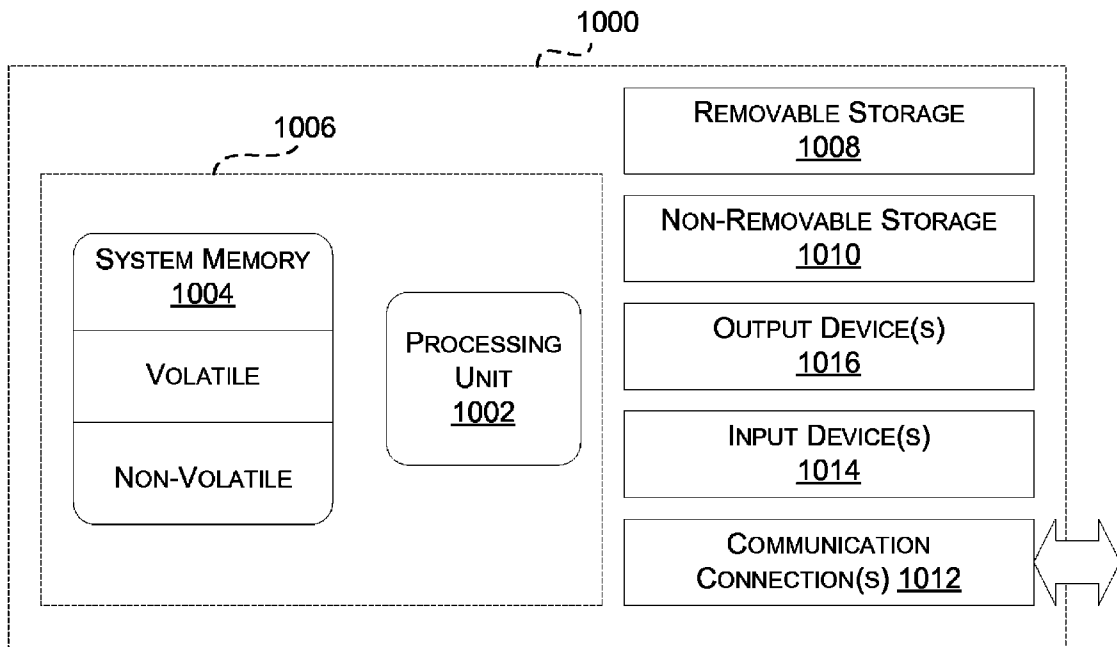 1000
1006
SYSTEM MEMORY
1004
VOLATILE
NON-VOLATILE
PROCESSING
UNIT
1002
REMOVABLE STORAGE
1008
NON-REMOVABLE STORAGE
1010
OUTPUT DEVICE(S)
1016
INPUT DEVICE(S)
1014
COMMUNICATION
CONNECTION(S) 1012